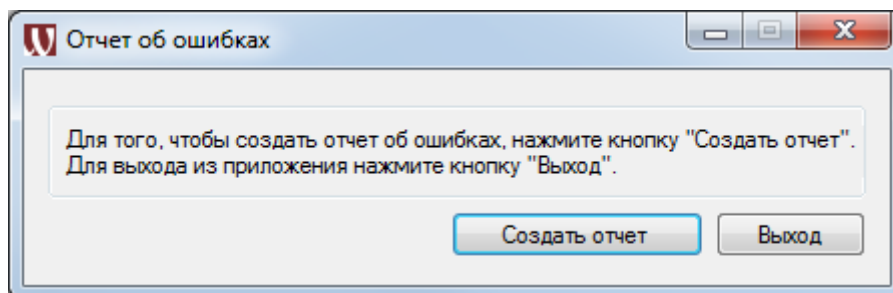 Отчет об ошибках
Для того, чтобы создать отчет об ошибках, нажмите кнопку "Создать отчет".
Для выхода из приложения нажмите кнопку "Выход".
Создать отчет
Выход